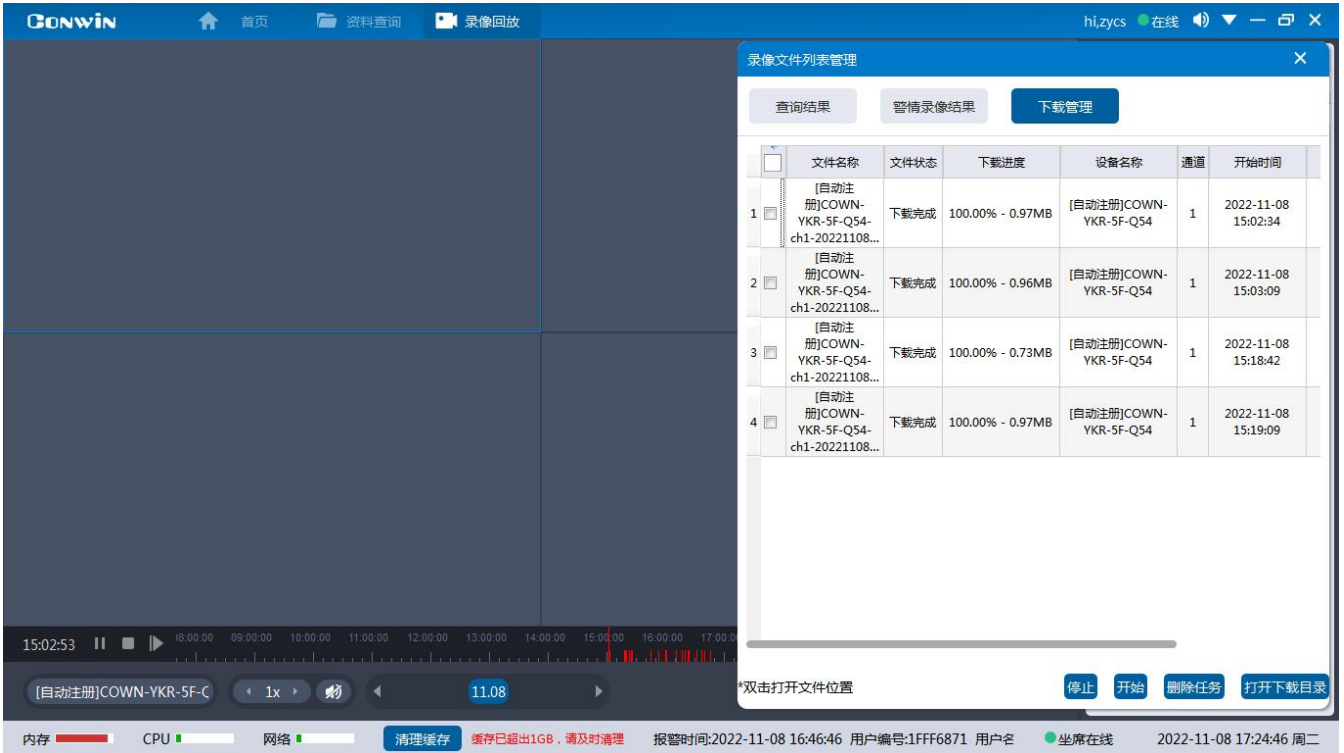 CONWIN 首页 资料查询 录像回放 hi,zycs 在线
录像文件列表管理
查询结果 警情录像结果 下载管理
文件名称 文件状态 下载进度 设备名称 通道 开始时间
1 [自动注册]COWN-YKR-5F-Q54-ch1-20221108... 下载完成 100.00% - 0.97MB [自动注册]COWN-YKR-5F-Q54 1 2022-11-08 15:02:34
2 [自动注册]COWN-YKR-5F-Q54-ch1-20221108... 下载完成 100.00% - 0.96MB [自动注册]COWN-YKR-5F-Q54 1 2022-11-08 15:03:09
3 [自动注册]COWN-YKR-5F-Q54-ch1-20221108... 下载完成 100.00% - 0.73MB [自动注册]COWN-YKR-5F-Q54 1 2022-11-08 15:18:42
4 [自动注册]COWN-YKR-5F-Q54-ch1-20221108... 下载完成 100.00% - 0.97MB [自动注册]COWN-YKR-5F-Q54 1 2022-11-08 15:19:09
15:02:53 09:00:00 10:00:00 11:00:00 12:00:00 13:00:00 14:00:00 15:00:00 16:00:00
[自动注册]COWN-YKR-5F- 1x 11.08
*双击打开文件位置 停止 开始 删除任务 打开下载目录
内存 CPU 网络 清理缓存 缓存已超出1GB，请及时清理 报警时间:2022-11-08 16:46:46 用户编号:1FFF6871 用户名 坐席在线 2022-11-08 17:24:46 周二